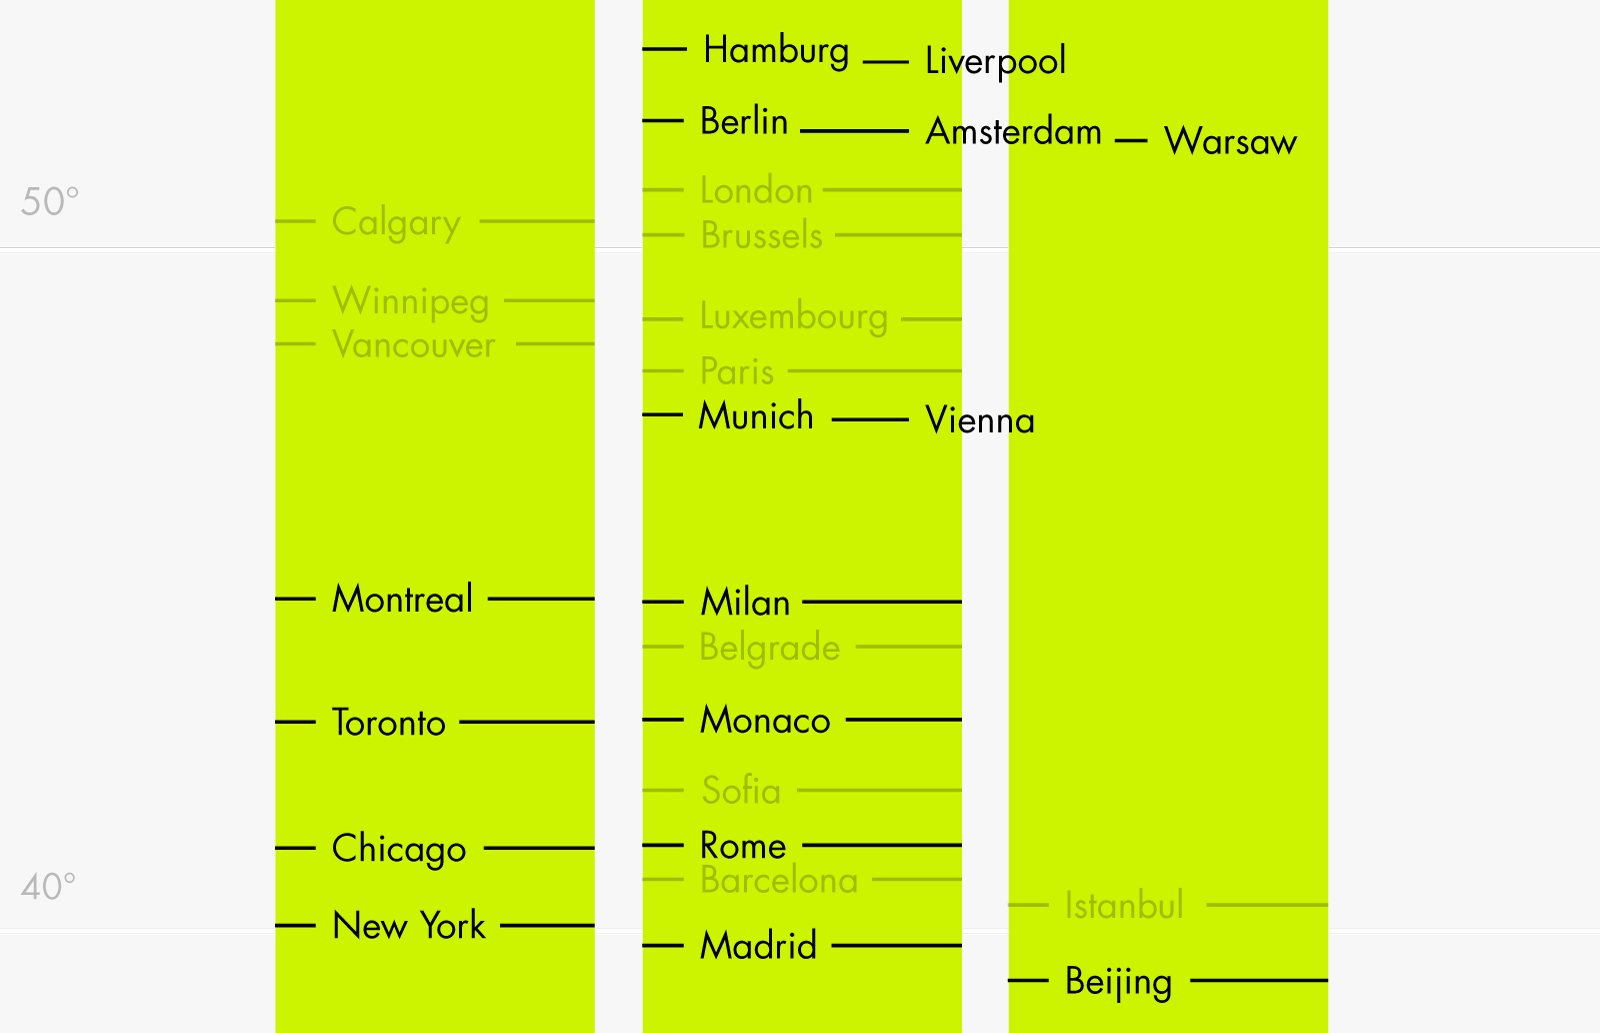 Hamburg
Liverpool
Berlin
Amsterdam
Warsaw
50°
London
Calgary
Brussels
Winnipeg
Luxembourg
Vancouver
Paris
Munich
Vienna
Montreal
Milan
Belgrade
Toronto
Monaco
Sofia
Chicago
Rome
40°
Barcelona
Istanbul
New York
Madrid
Beijing